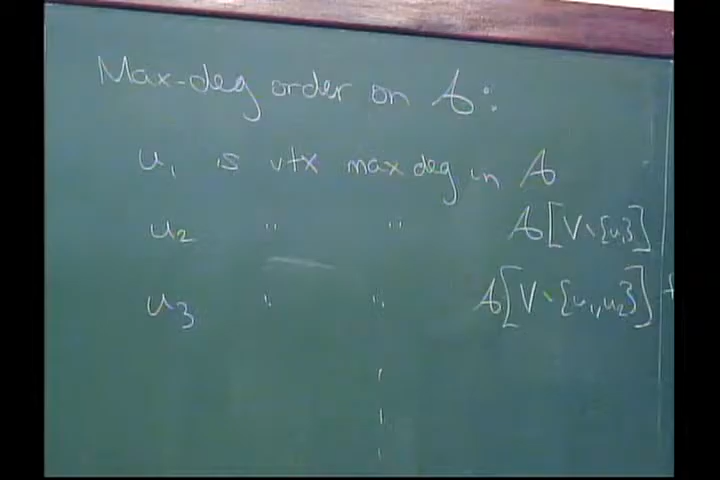 Max-deg order on A:
u₁ is vtx max deg in A
u₂ " " A[V\{u₁}]
u₃ " " A[V\{u₁,u₂}]